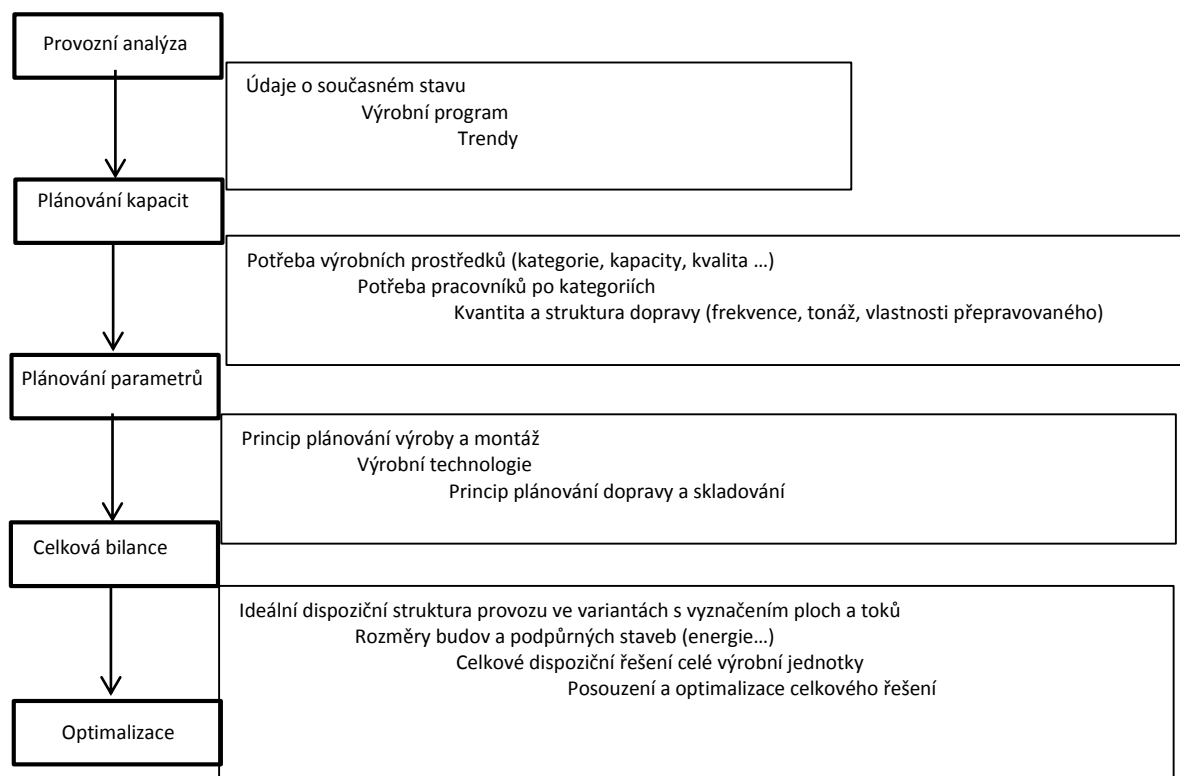 Provozní analýza
Údaje o současném stavu
Výrobní program
Trendy
Plánování kapacit
Potřeba výrobních prostředků (kategorie, kapacity, kvalita ...)
Potřeba pracovníků po kategoriích
Kvantita a struktura dopravy (frekvence, tonáž, vlastnosti přepravovaného)
Plánování parametrů
Princip plánování výroby a montáž
Výrobní technologie
Princip plánování dopravy a skladování
Celková bilance
Ideální dispoziční struktura provozu ve variantách s vyznačením ploch a toků
Rozměry budov a podpůrných staveb (energie...)
Celkové dispoziční řešení celé výrobní jednotky
Posouzení a optimalizace celkového řešení
Optimalizace